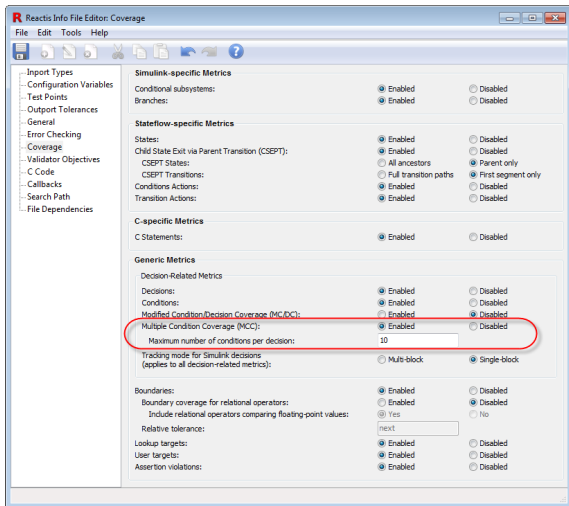 Reactis Info File Editor: Coverage
File Edit Tools Help
Inport Types
Configuration Variables
Test Points
Outport Tolerances
General
Error Checking
Coverage
Validator Objectives
C Code
Callbacks
Search Path
File Dependencies
Simulink-specific Metrics
Conditional subsystems: Enabled Disabled
Branches: Enabled Disabled
Stateflow-specific Metrics
States: Enabled Disabled
Child State Exit via Parent Transition (CSEPT): Enabled Disabled
CSEPT States: All ancestors Parent only
CSEPT Transitions: Full transition paths First segment only
Conditions Actions: Enabled Disabled
Transition Actions: Enabled Disabled
C-specific Metrics
C Statements: Enabled Disabled
Generic Metrics
Decision-Related Metrics
Decisions: Enabled Disabled
Conditions: Enabled Disabled
Modified Condition/Decision Coverage (MC/DC): Enabled Disabled
Multiple Condition Coverage (MCC): Enabled Disabled
Maximum number of conditions per decision: 10
Tracking mode for Simulink decisions
(applies to all decision-related metrics): Multi-block Single-block
Boundaries: Enabled Disabled
Boundary coverage for relational operators: Enabled Disabled
Include relational operators comparing floating-point values: Yes No
Relative tolerance: next
Lookup targets: Enabled Disabled
User targets: Enabled Disabled
Assertion violations: Enabled Disabled